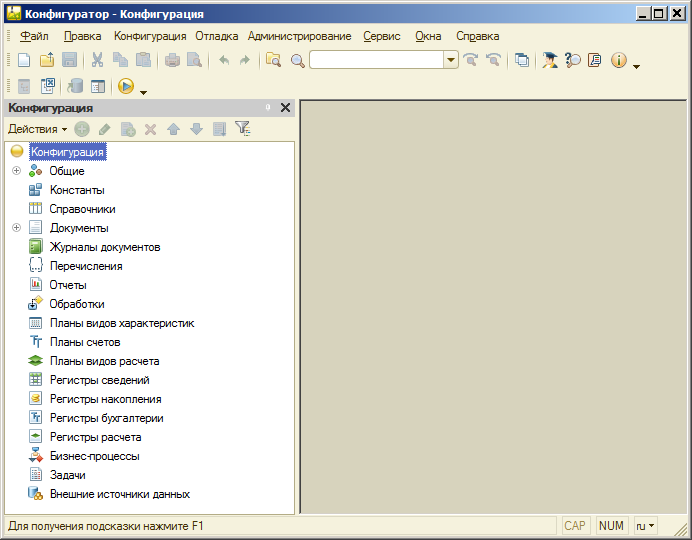 Конфигуратор - Конфигурация
Файл Правка Конфигурация Отладка Администрирование Сервис Окна Справка
Конфигурация
Действия
Конфигурация
Общие
Константы
Справочники
Документы
Журналы документов
Перечисления
Отчеты
Обработки
Планы видов характеристик
Планы счетов
Планы видов расчета
Регистры сведений
Регистры накопления
Регистры бухгалтерии
Регистры расчета
Бизнес-процессы
Задачи
Внешние источники данных
Для получения подсказки нажмите F1 CAP NUM ru